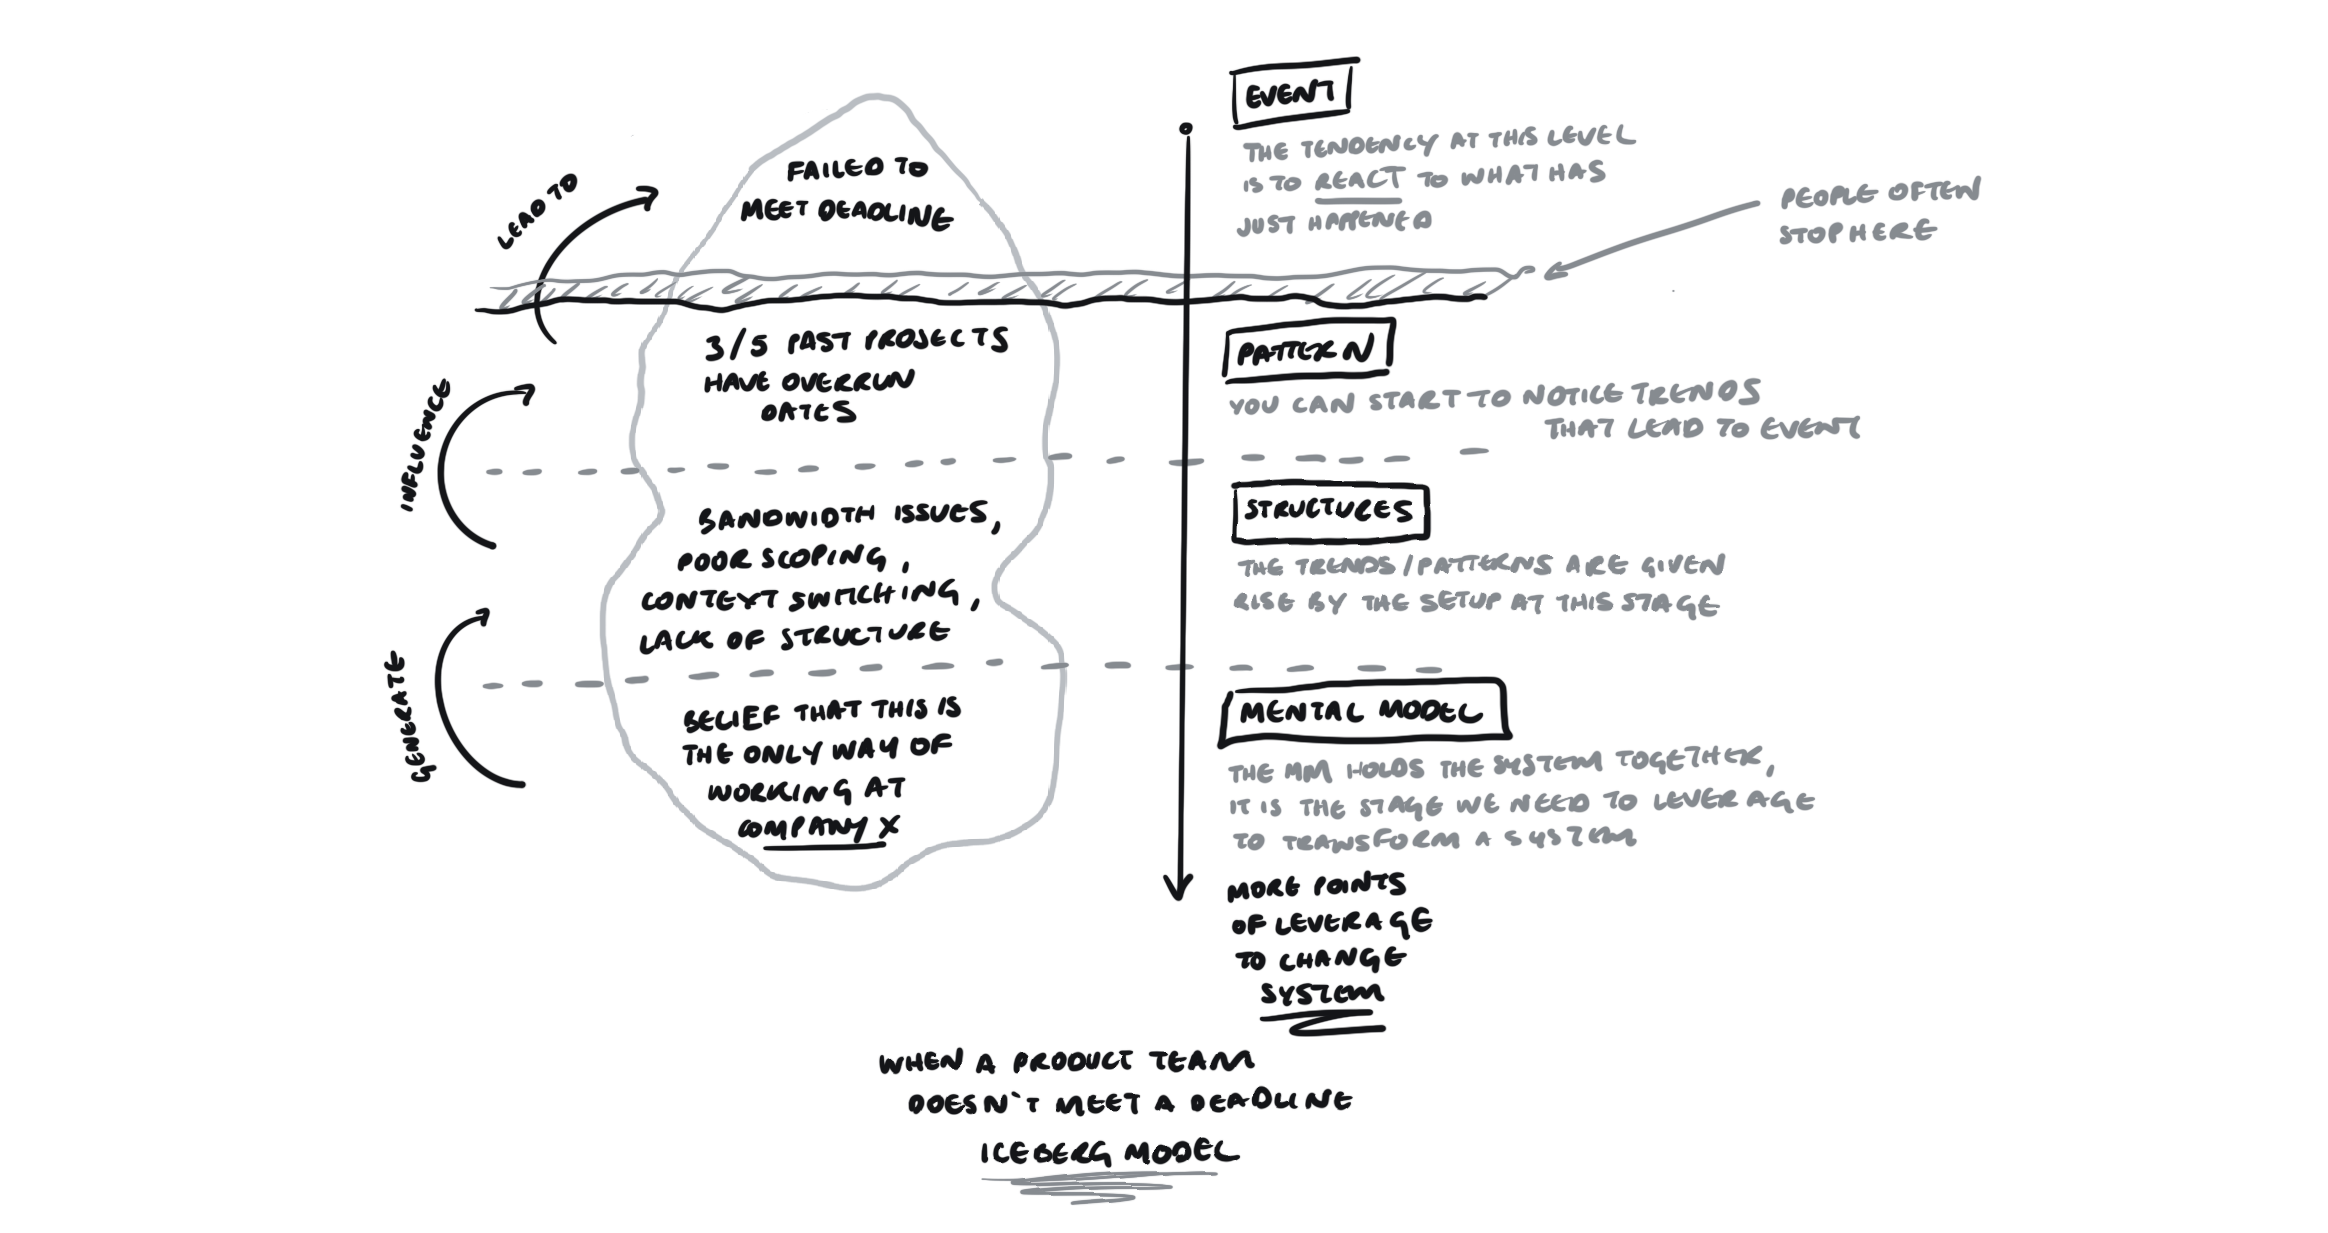 EVENT
THE TENDENCY AT THIS LEVEL
IS TO REACT TO WHAT HAS
JUST HAPPENED
PEOPLE OFTEN
STOP HERE
LEAD TO
FAILED TO
MEET DEADLINE
PATTERN
YOU CAN START TO NOTICE TRENDS
THAT LEAD TO EVENT
3/5 PAST PROJECTS
HAVE OVERRUN
DATES
INFLUENCE
STRUCTURES
THE TRENDS/PATTERNS ARE GIVEN
RISE BY THE SETUP AT THIS STAGE
BANDWIDTH ISSUES,
POOR SCOPING,
CONTEXT SWITCHING,
LACK OF STRUCTURE
GENERATE
MENTAL MODEL
THE MM HOLDS THE SYSTEM TOGETHER,
IT IS THE STAGE WE NEED TO LEVERAGE
TO TRANSFORM A SYSTEM
BELIEF THAT THIS IS
THE ONLY WAY OF
WORKING AT
COMPANY X
MORE POINTS
OF LEVERAGE
TO CHANGE
SYSTEM
WHEN A PRODUCT TEAM
DOESN'T MEET A DEADLINE
ICEBERG MODEL